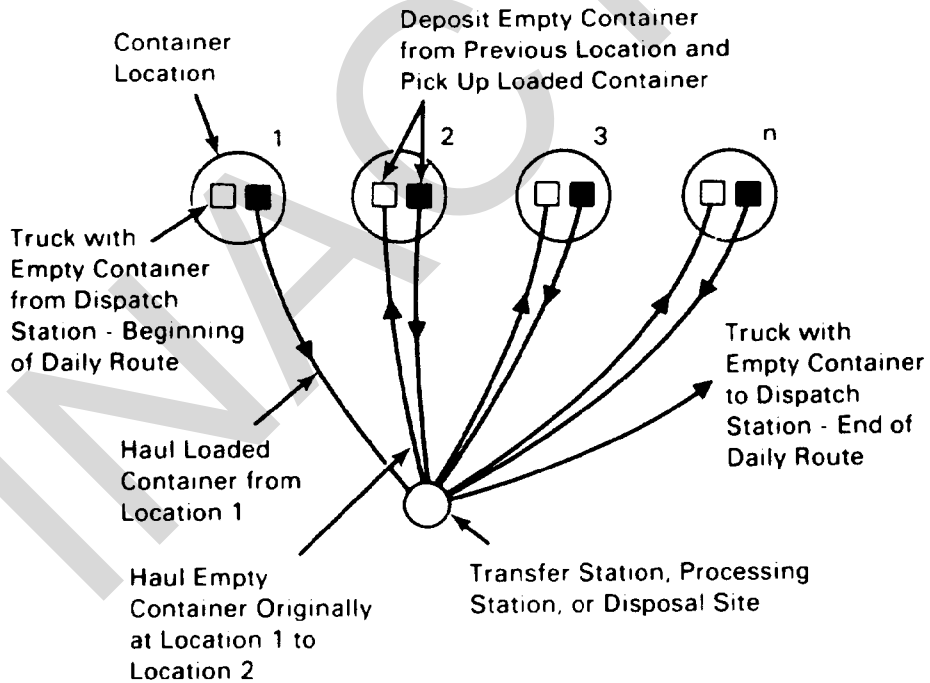 Container
Location
Deposit Empty Container
from Previous Location and
Pick Up Loaded Container
1
2
3
n
Truck with
Empty Container
from Dispatch
Station - Beginning
of Daily Route
Truck with
Empty Container
to Dispatch
Station - End of
Daily Route
Haul Loaded
Container from
Location 1
Haul Empty
Container Originally
at Location 1 to
Location 2
Transfer Station, Processing
Station, or Disposal Site